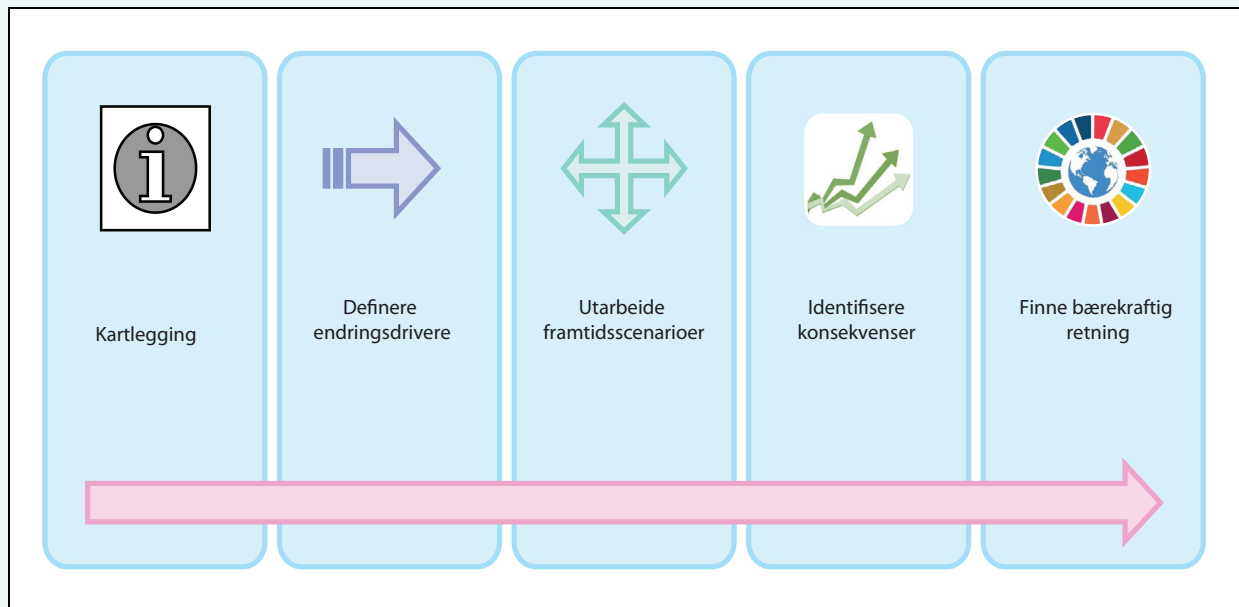 Kartlegging
Definere
endringsdrivere
Utarbeide
framtidsscenarioer
Identifisere
konsekvenser
Finne bærekraftig
retning